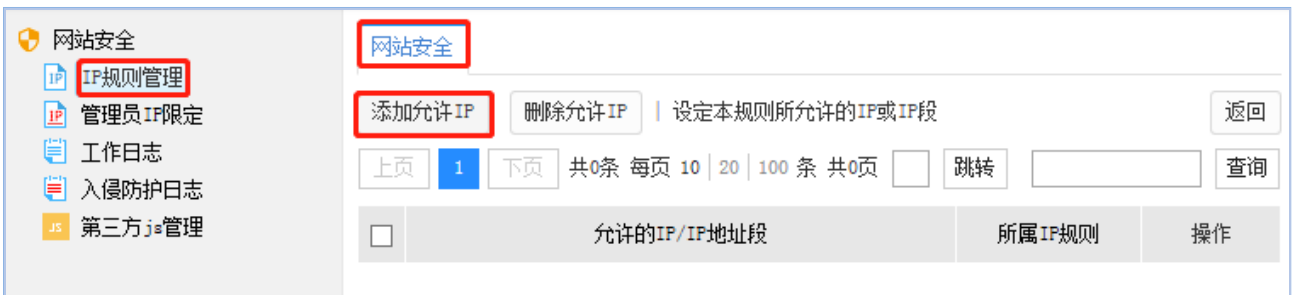 网站安全
IP IP规则管理
IP 管理员IP限定
工作日志
入侵防护日志
JS 第三方js管理
网站安全
添加允许IP 删除允许IP | 设定本规则所允许的IP或IP段 返回
上页 1 下页 共0条 每页 10 | 20 | 100 条 共0页 跳转 查询
允许的IP/IP地址段 所属IP规则 操作